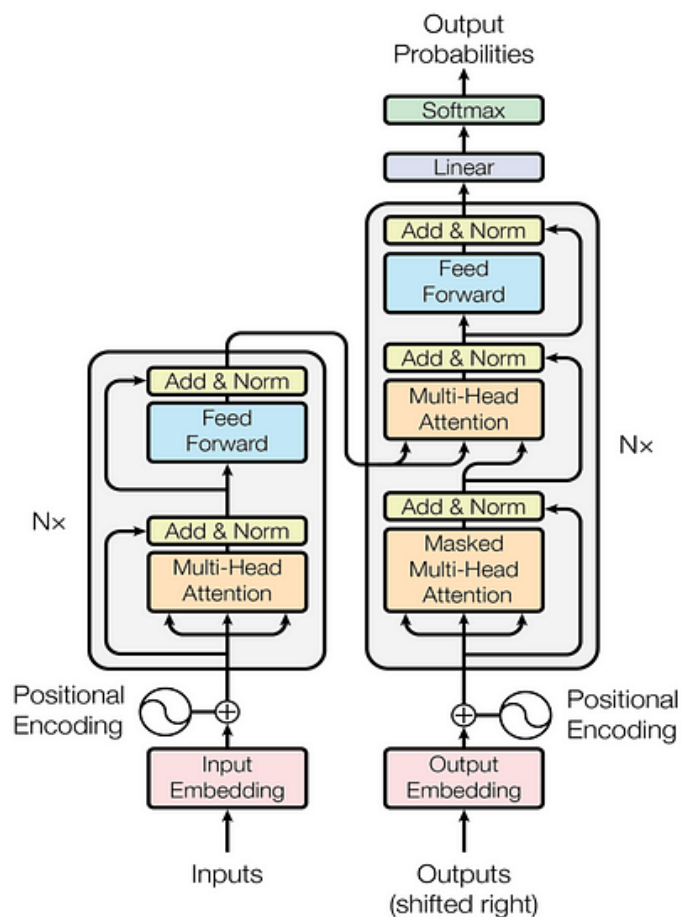 Output
Probabilities
Softmax
Linear
Add & Norm
Feed
Forward
Add & Norm
Multi-Head
Attention
Nx
Add & Norm
Masked
Multi-Head
Attention
Add & Norm
Feed
Forward
Nx
Add & Norm
Multi-Head
Attention
Positional
Encoding
Positional
Encoding
Input
Embedding
Output
Embedding
Inputs
Outputs
(shifted right)